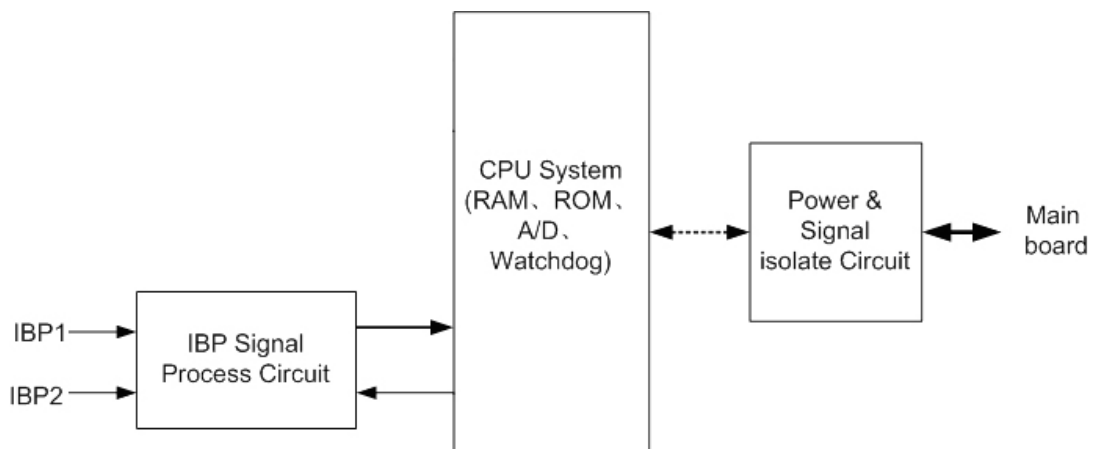 CPU System
(RAM、ROM、
A/D、
Watchdog)
Power &
Signal
isolate Circuit
Main
board
IBP1
IBP2
IBP Signal
Process Circuit